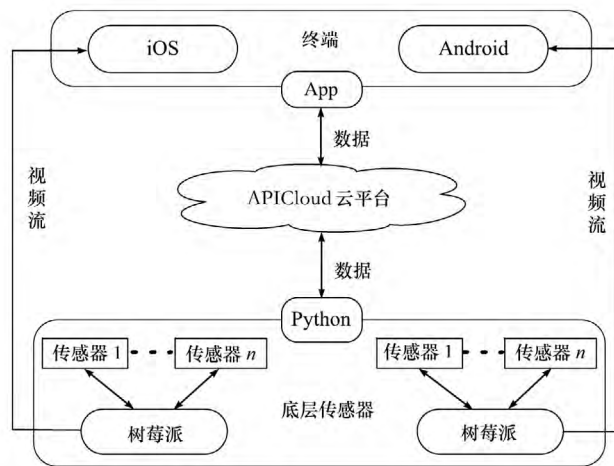 iOS
终端
Android
App
数据
视频流
APICloud 云平台
视频流
数据
Python
传感器 1
传感器 n
传感器 1
传感器 n
底层传感器
树莓派
树莓派